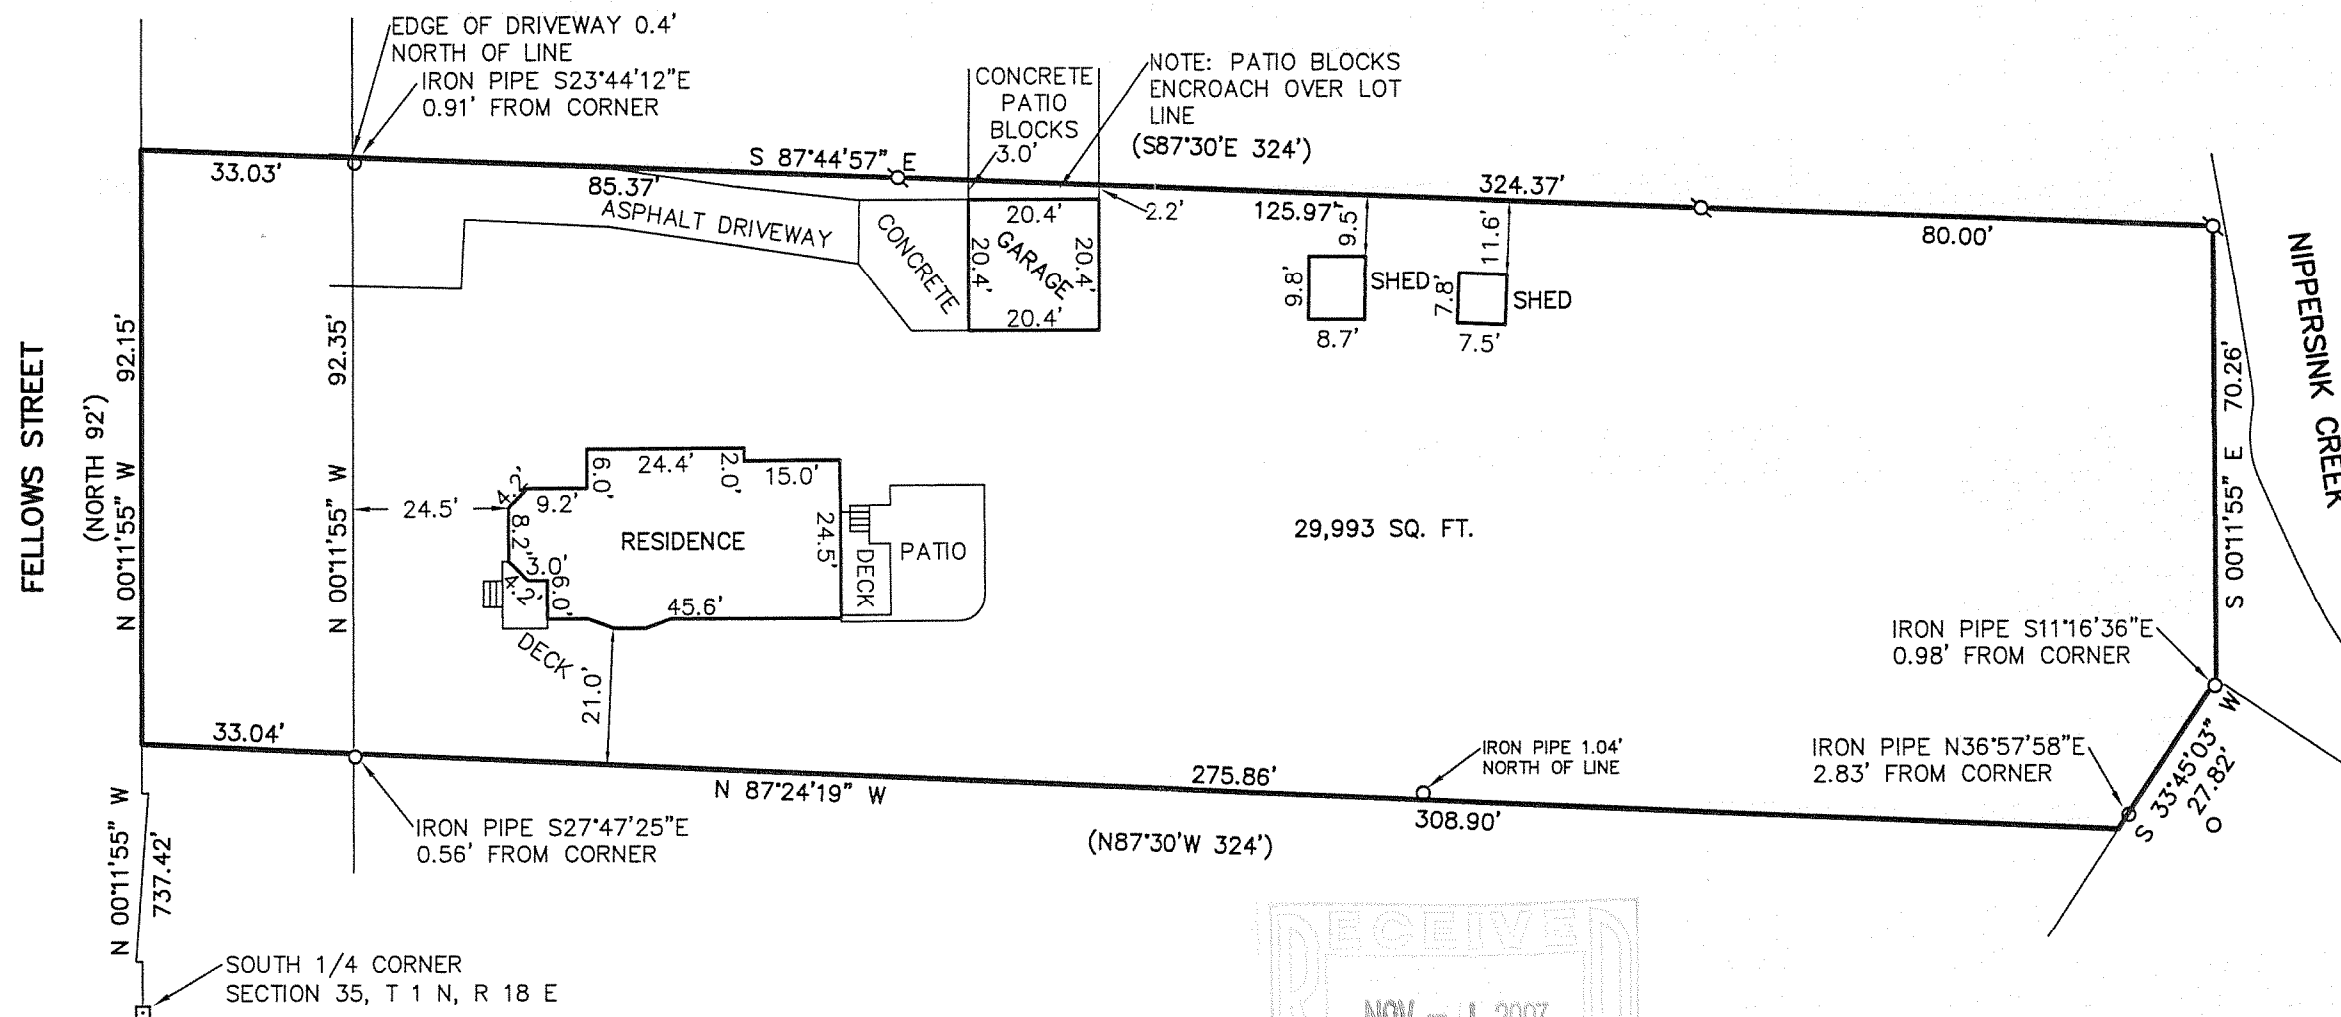 EDGE OF DRIVEWAY 0.4'
NORTH OF LINE
IRON PIPE S23°44'12"E
0.91' FROM CORNER
CONCRETE
PATIO
BLOCKS
3.0'
NOTE: PATIO BLOCKS
ENCROACH OVER LOT
LINE
(S87°30'E 324')
33.03'
S 87°44'57" E
85.37'
324.37'
125.97'
80.00'
2.2'
ASPHALT DRIVEWAY
CONCRETE
20.4'
20.4'
GARAGE
20.4'
20.4'
9.5'
11.6'
9.8'
SHED
8.7'
7.8'
SHED
7.5'
NIPPERSINK CREEK
FELLOWS STREET
(NORTH 92')
N 00°11'55" W 92.15'
N 00°11'55" W 92.35'
24.5'
4.2'
9.2'
6.0'
24.4'
2.0'
15.0'
8.2'
RESIDENCE
24.5'
3.0'
4.2'
6.0'
45.6'
DECK
PATIO
DECK
21.0'
29,993 SQ. FT.
S 00°11'55" E 70.26'
IRON PIPE S11°16'36"E
0.98' FROM CORNER
33.04'
N 87°24'19" W
275.86'
308.90'
(N87°30'W 324')
IRON PIPE 1.04'
NORTH OF LINE
IRON PIPE N36°57'58"E
2.83' FROM CORNER
S 33°45'03" W
27.82'
IRON PIPE S27°47'25"E
0.56' FROM CORNER
N 00°11'55" W
737.42'
SOUTH 1/4 CORNER
SECTION 35, T 1 N, R 18 E
RECEIVED
NOV - 1 2007